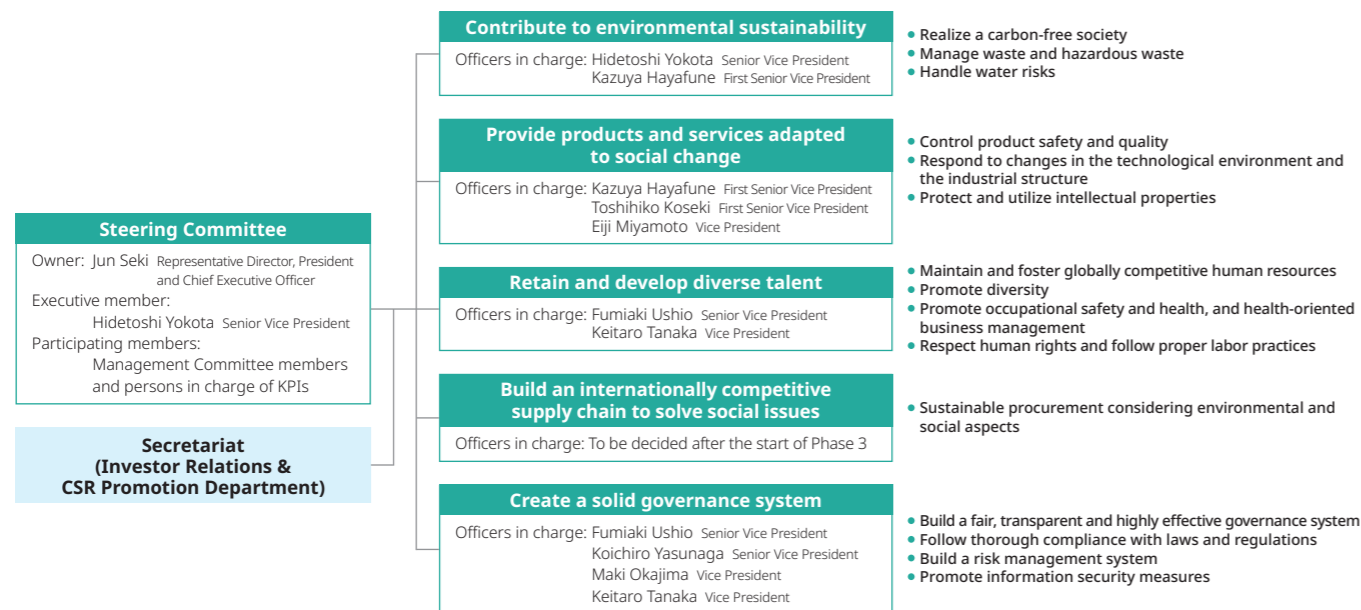 Steering Committee
Owner: Jun Seki Representative Director, President
and Chief Executive Officer
Executive member:
Hidetoshi Yokota Senior Vice President
Participating members:
Management Committee members
and persons in charge of KPIs
Secretariat
(Investor Relations &
CSR Promotion Department)
Contribute to environmental sustainability
Officers in charge: Hidetoshi Yokota Senior Vice President
Kazuya Hayafune First Senior Vice President
• Realize a carbon-free society
• Manage waste and hazardous waste
• Handle water risks
Provide products and services adapted
to social change
Officers in charge: Kazuya Hayafune First Senior Vice President
Toshihiko Koseki First Senior Vice President
Eiji Miyamoto Vice President
• Control product safety and quality
• Respond to changes in the technological environment and
the industrial structure
• Protect and utilize intellectual properties
Retain and develop diverse talent
Officers in charge: Fumiaki Ushio Senior Vice President
Keitaro Tanaka Vice President
• Maintain and foster globally competitive human resources
• Promote diversity
• Promote occupational safety and health, and health-oriented
business management
• Respect human rights and follow proper labor practices
Build an internationally competitive
supply chain to solve social issues
Officers in charge: To be decided after the start of Phase 3
• Sustainable procurement considering environmental and
social aspects
Create a solid governance system
Officers in charge: Fumiaki Ushio Senior Vice President
Koichiro Yasunaga Senior Vice President
Maki Okajima Vice President
Keitaro Tanaka Vice President
• Build a fair, transparent and highly effective governance system
• Follow thorough compliance with laws and regulations
• Build a risk management system
• Promote information security measures